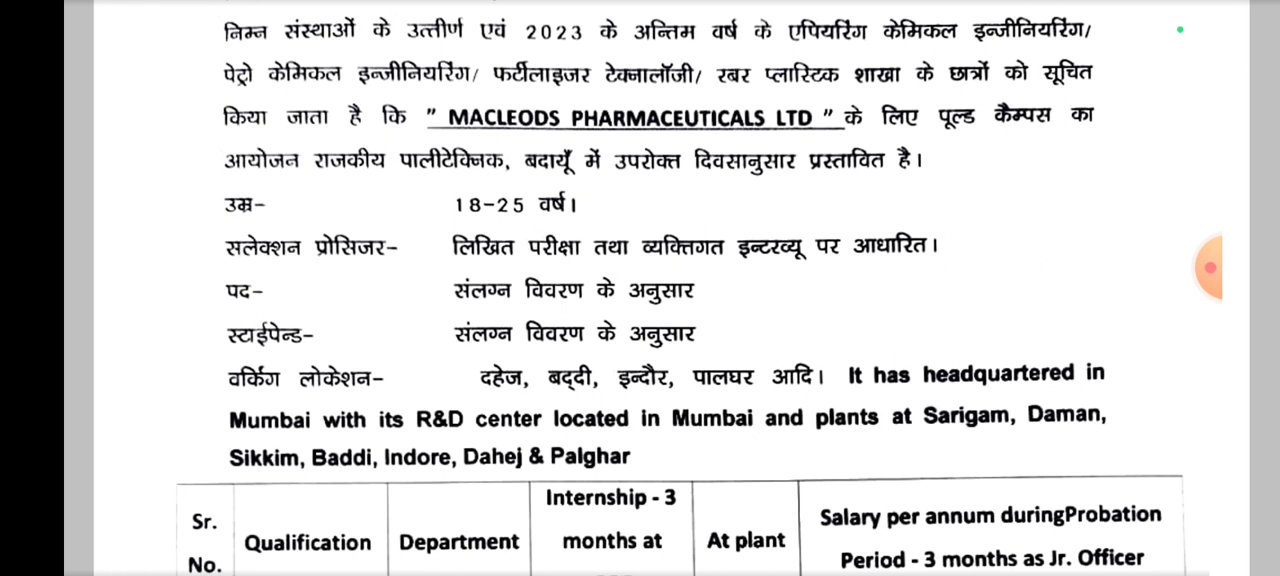 निम्न संस्थाओं के उत्तीर्ण एवं 2023 के अन्तिम वर्ष के एपियरिंग केमिकल इन्जीनियरिंग/
पेट्रो केमिकल इन्जीनियरिंग/ फर्टीलाइजर टेक्नालॉजी/ रबर प्लास्टिक शाखा के छात्रों को सूचित
किया जाता है कि " MACLEODS PHARMACEUTICALS LTD " के लिए पूल्ड कैम्पस का
आयोजन राजकीय पालीटेक्निक, बदायूँ में उपरोक्त दिवसानुसार प्रस्तावित है।
उम्र- 18-25 वर्ष।
सलेक्शन प्रोसिजर- लिखित परीक्षा तथा व्यक्तिगत इन्टरव्यू पर आधारित।
पद- संलग्न विवरण के अनुसार
स्टाईपेन्ड- संलग्न विवरण के अनुसार
वर्किंग लोकेशन- दहेज, बद्दी, इन्दौर, पालघर आदि। It has headquartered in
Mumbai with its R&D center located in Mumbai and plants at Sarigam, Daman,
Sikkim, Baddi, Indore, Dahej & Palghar
Sr. No.
Qualification
Department
Internship - 3
months at
At plant
Salary per annum duringProbation
Period - 3 months as Jr. Officer